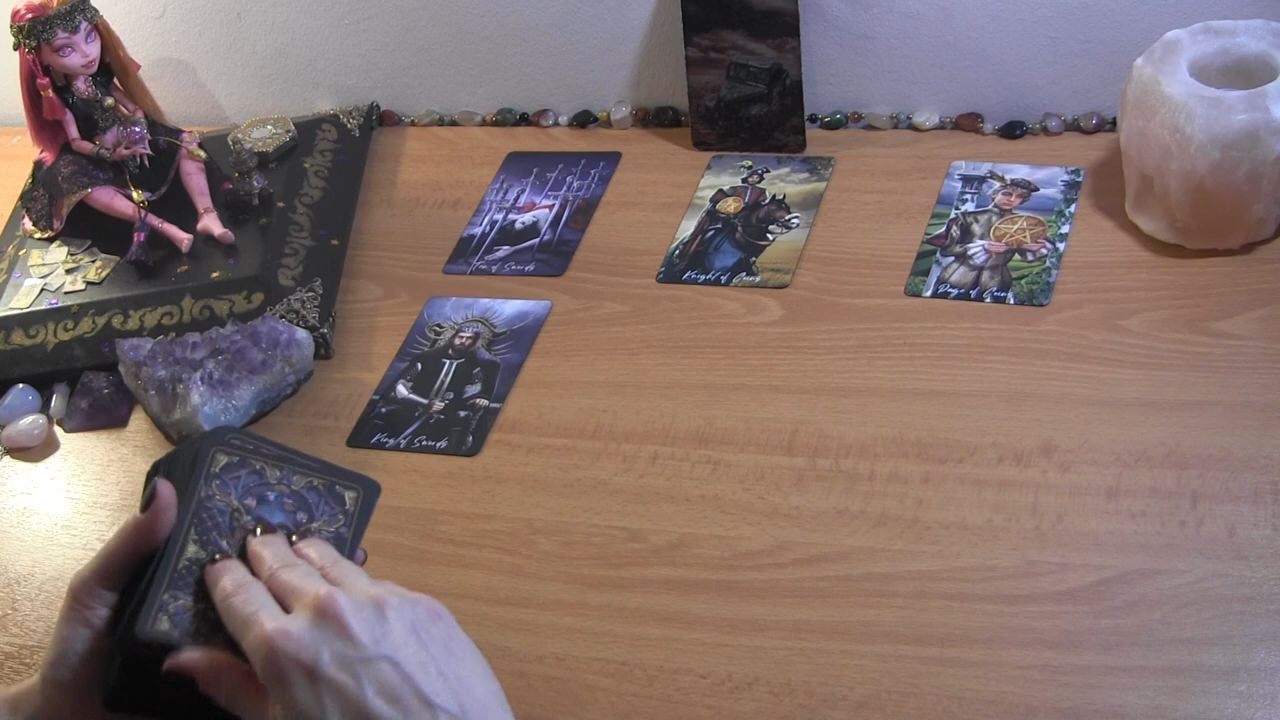 Ten of Swords
Knight of Coins
Page of Coins
King of Swords